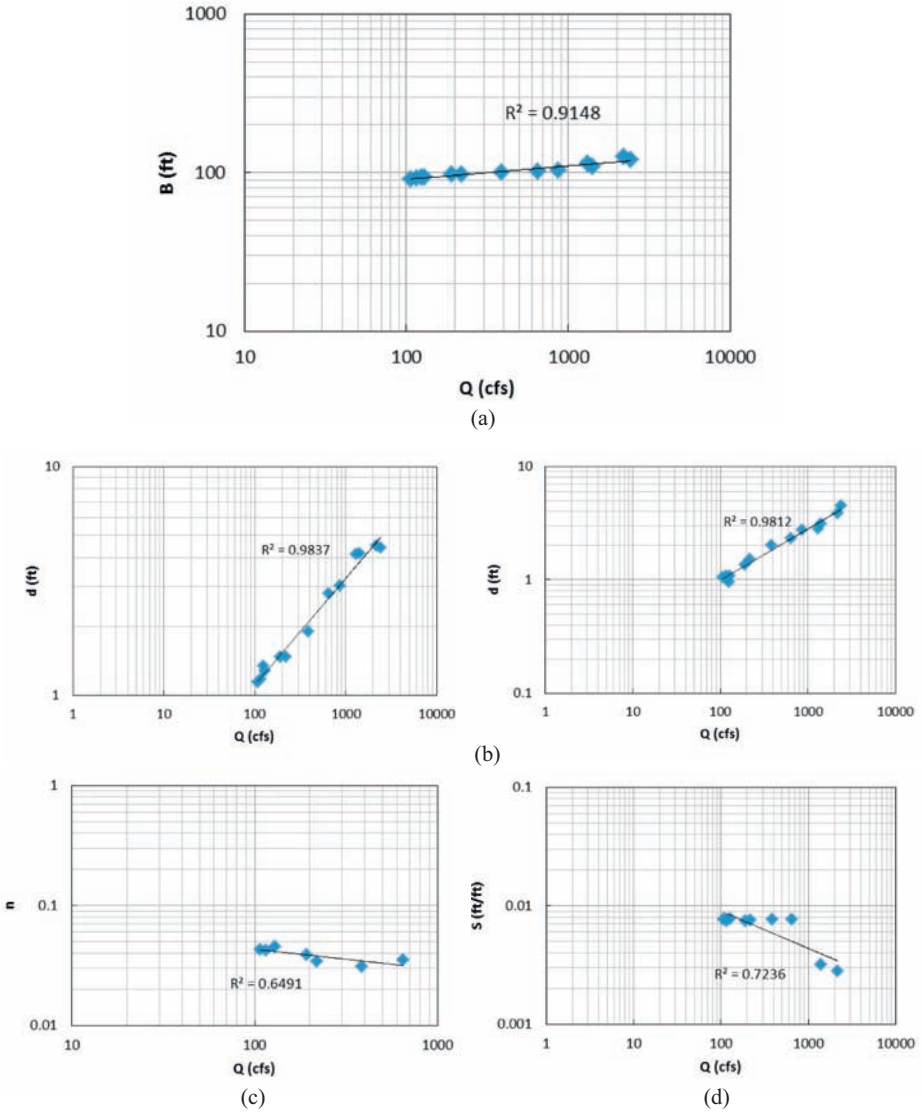 1000
R² = 0.9148
B (ft)
100
10
10 100 1000 10000
Q (cfs)
(a)
10
R² = 0.9837
d (ft)
1
1 10 100 1000 10000
Q (cfs)
10
R² = 0.9812
d (ft)
1
0.1
1 10 100 1000 10000
Q (cfs)
(b)
1
n
0.1
R² = 0.6491
0.01
10 100 1000
Q (cfs)
(c)
0.1
S (ft/ft)
0.01
R² = 0.7236
0.001
1 10 100 1000 10000
Q (cfs)
(d)